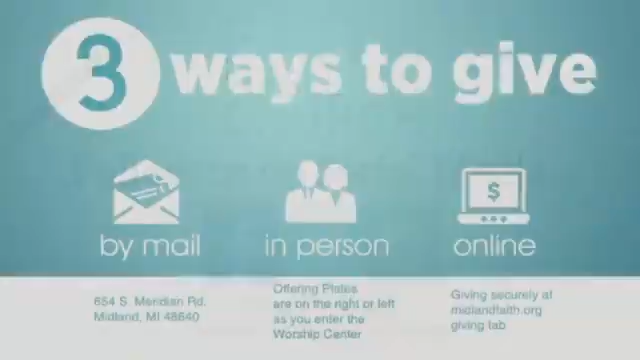 3 ways to give
by mail
in person
online
$
654 S. Meridian Rd.
Midland, MI 48640
Offering Plates
are on the right or left
as you enter the
Worship Center
Giving securely at
midlandfaith.org
giving tab